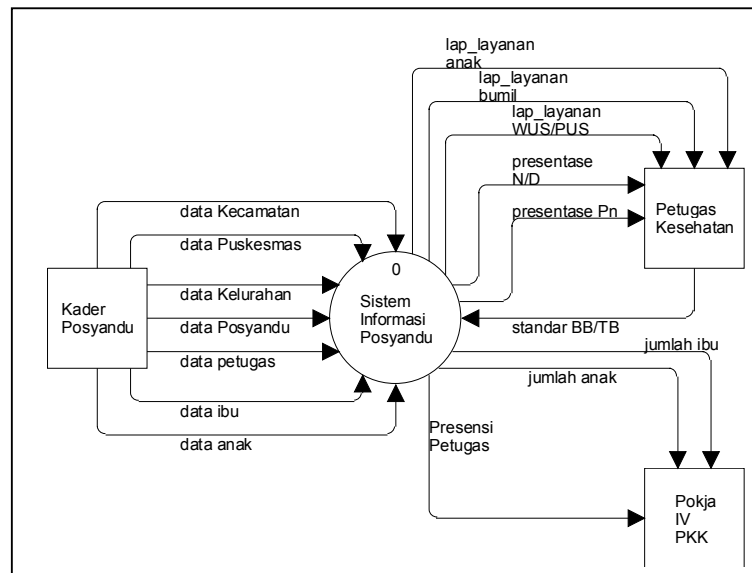 lap_layanan
anak
lap_layanan
bumil
lap_layanan
WUS/PUS
presentase
N/D
presentase Pn
Petugas
Kesehatan
data Kecamatan
data Puskesmas
data Kelurahan
data Posyandu
data petugas
data ibu
data anak
Kader
Posyandu
0
Sistem
Informasi
Posyandu
standar BB/TB
jumlah ibu
jumlah anak
Presensi
Petugas
Pokja
IV
PKK